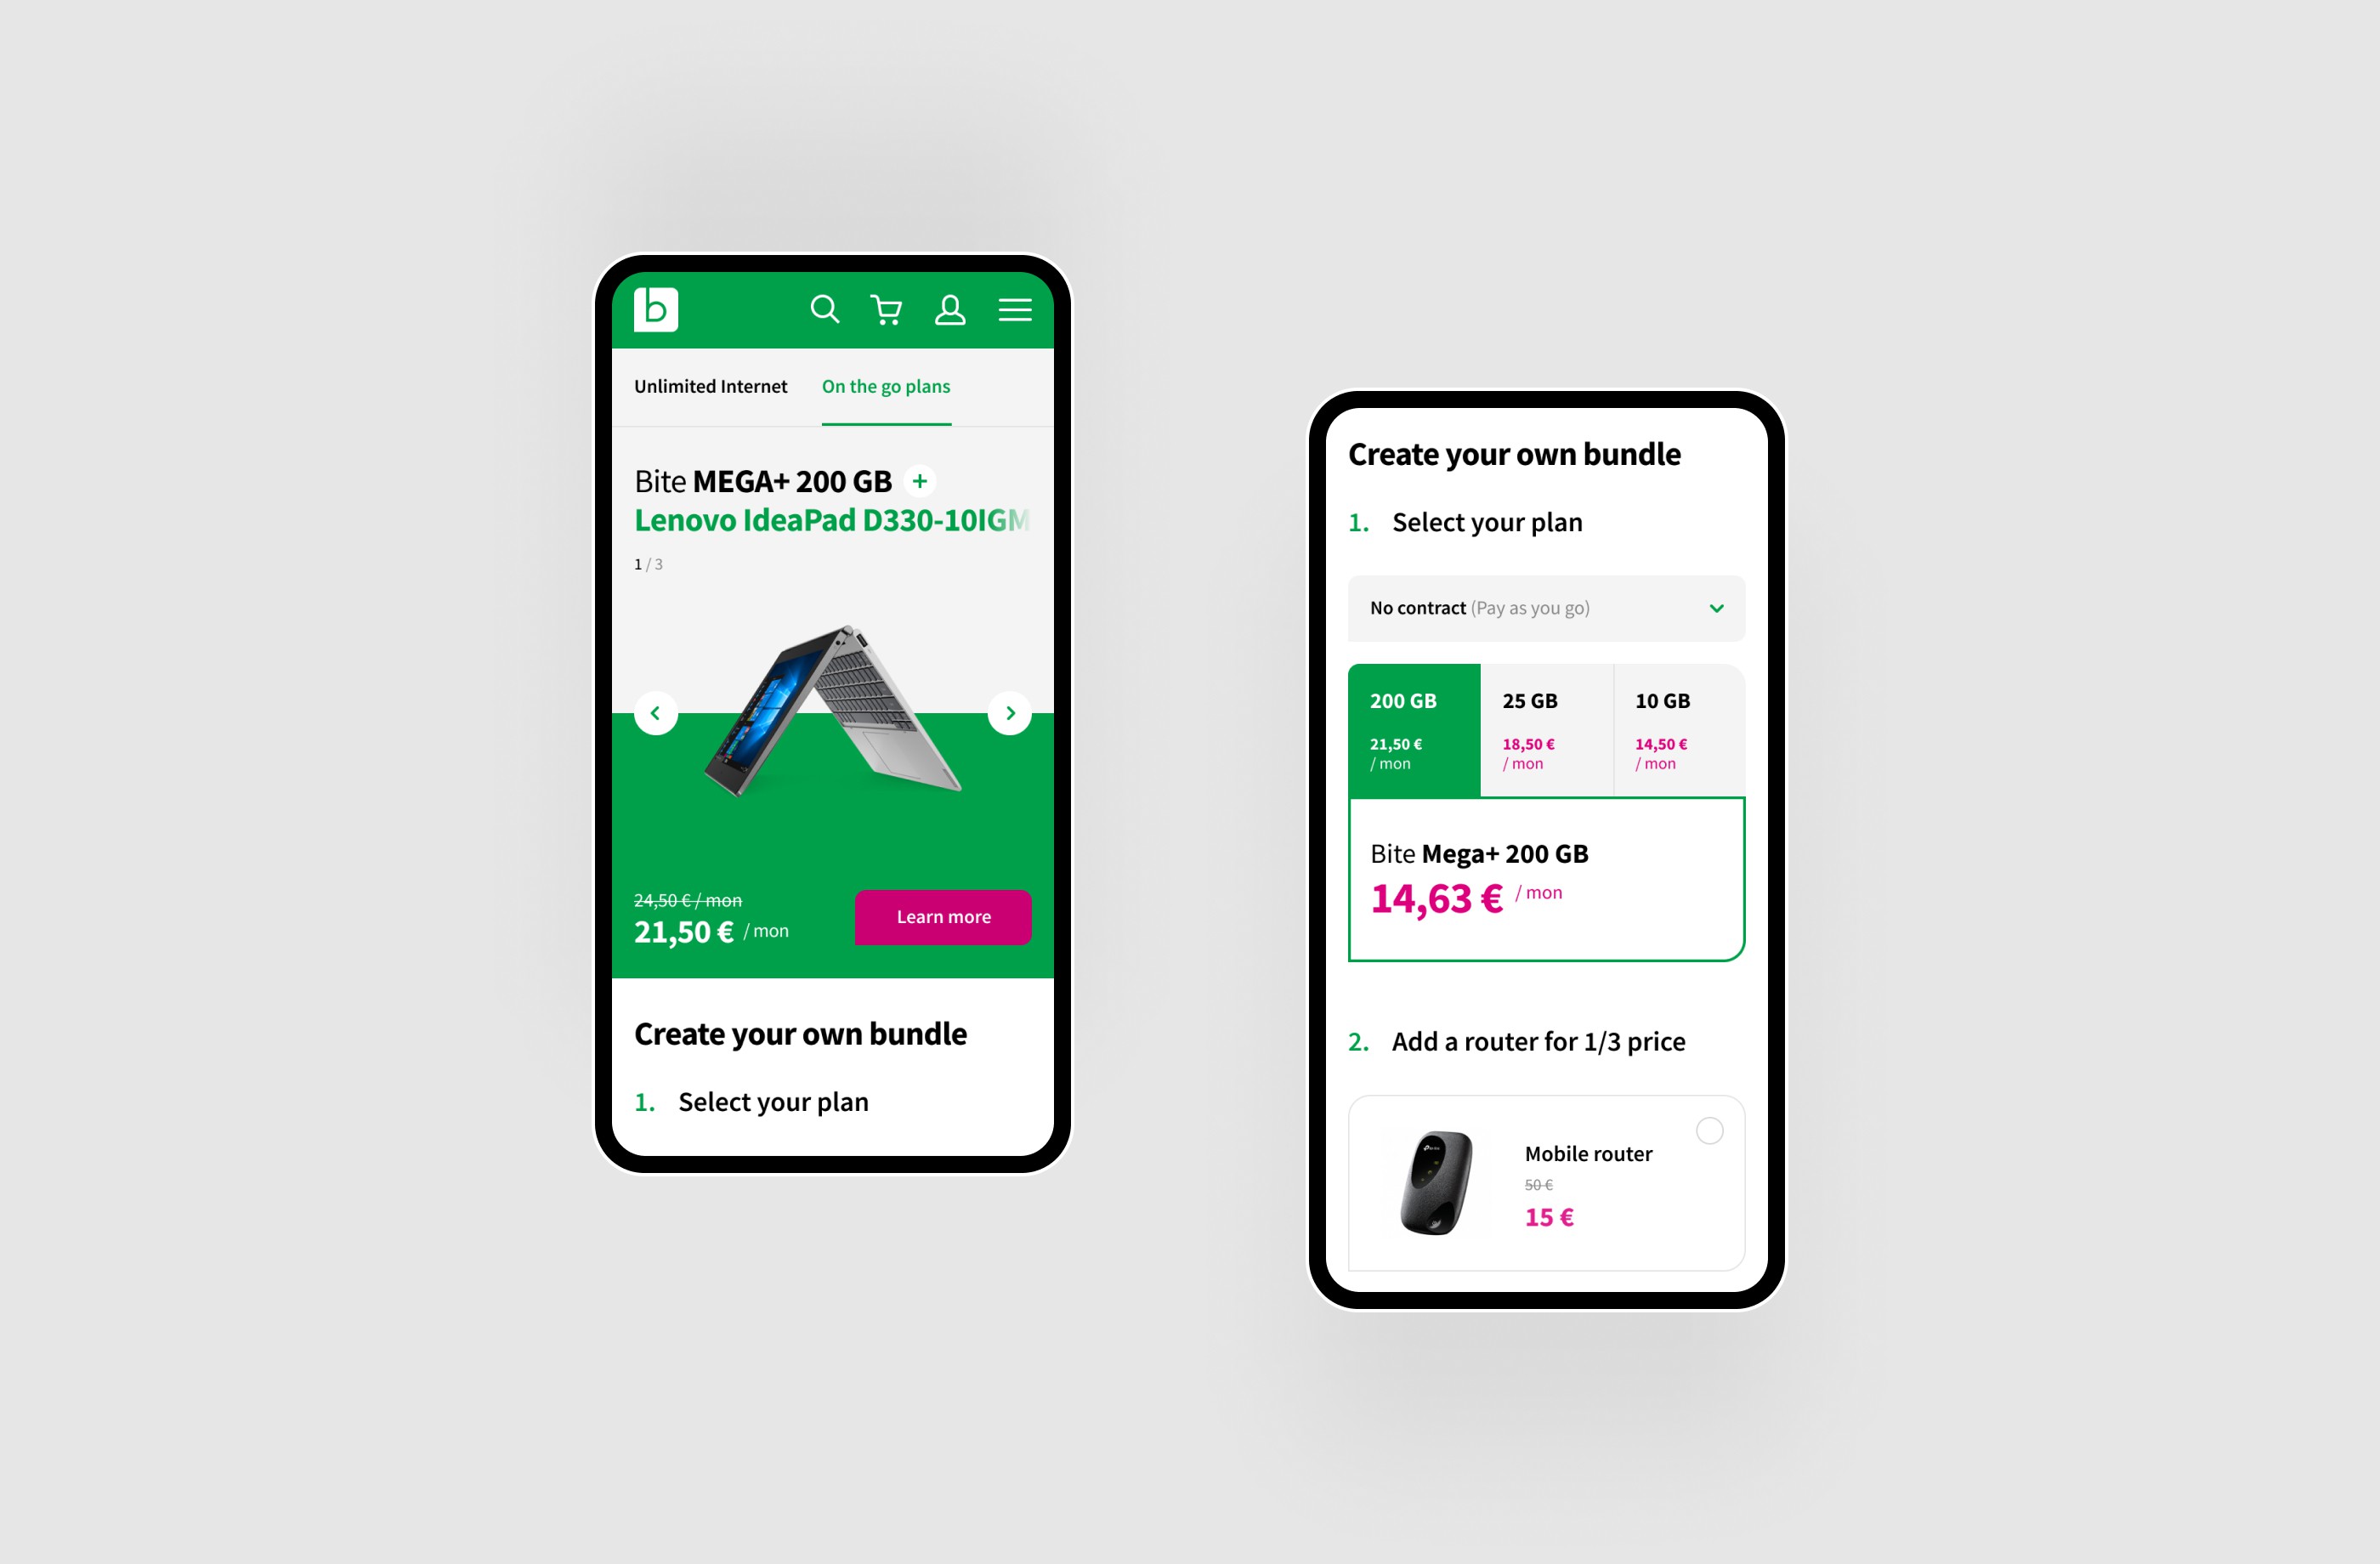 b
Unlimited Internet
On the go plans
Bite MEGA+ 200 GB +
Lenovo IdeaPad D330-10IGM
1 / 3
24,50 € / mon
21,50 € / mon
Learn more
Create your own bundle
1. Select your plan
Create your own bundle
1. Select your plan
No contract (Pay as you go)
200 GB
21,50 €
/ mon
25 GB
18,50 €
/ mon
10 GB
14,50 €
/ mon
Bite Mega+ 200 GB
14,63 € / mon
2. Add a router for 1/3 price
Mobile router
50 €
15 €